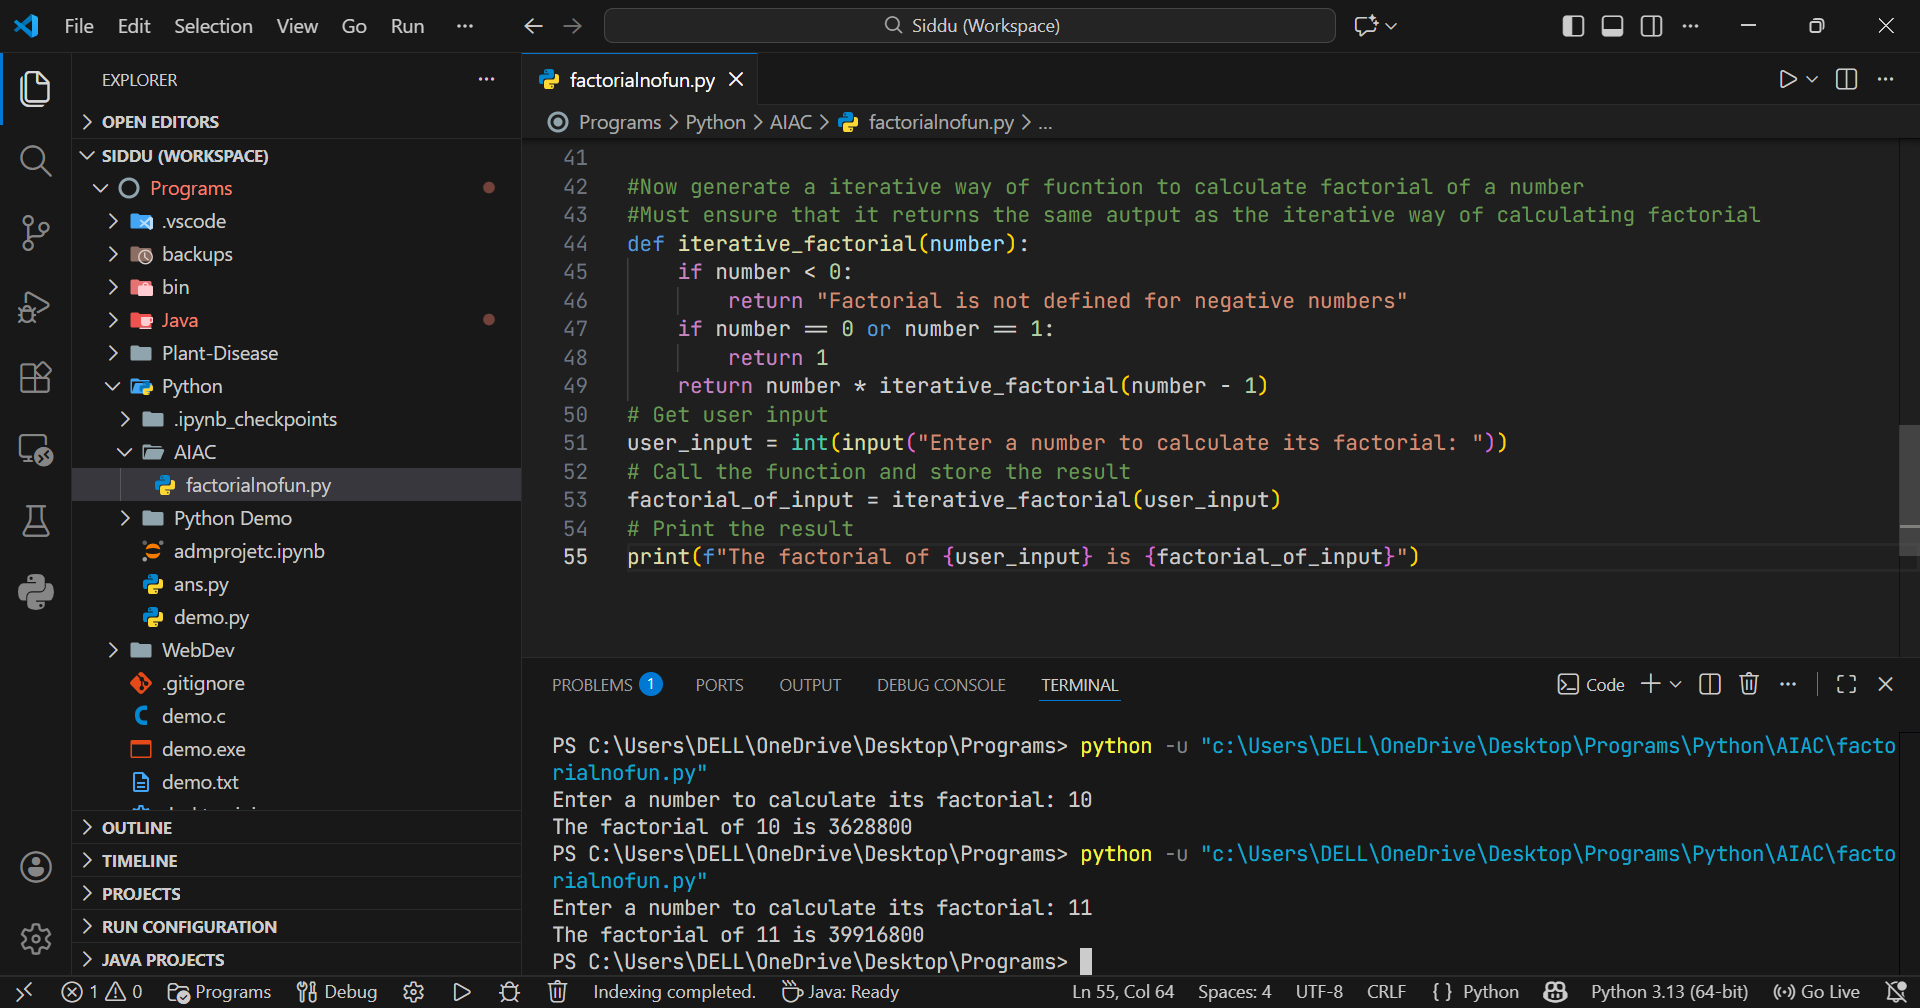 File Edit Selection View Go Run ... Siddu (Workspace)
EXPLORER
OPEN EDITORS
SIDDU (WORKSPACE)
Programs
.vscode
backups
bin
Java
Plant-Disease
Python
.ipynb_checkpoints
AIAC
factorialnofun.py
Python Demo
admprojetc.ipynb
ans.py
demo.py
WebDev
.gitignore
demo.c
demo.exe
demo.txt
OUTLINE
TIMELINE
PROJECTS
RUN CONFIGURATION
JAVA PROJECTS
factorialnofun.py
Programs > Python > AIAC > factorialnofun.py > ...
41
42 #Now generate a iterative way of fucntion to calculate factorial of a number
43 #Must ensure that it returns the same autput as the iterative way of calculating factorial
44 def iterative_factorial(number):
45 if number < 0:
46 return "Factorial is not defined for negative numbers"
47 if number == 0 or number == 1:
48 return 1
49 return number * iterative_factorial(number - 1)
50 # Get user input
51 user_input = int(input("Enter a number to calculate its factorial: "))
52 # Call the function and store the result
53 factorial_of_input = iterative_factorial(user_input)
54 # Print the result
55 print(f"The factorial of {user_input} is {factorial_of_input}")
PROBLEMS 1 PORTS OUTPUT DEBUG CONSOLE TERMINAL Code
PS C:\Users\DELL\OneDrive\Desktop\Programs> python -u "c:\Users\DELL\OneDrive\Desktop\Programs\Python\AIAC\facto
rialnofun.py"
Enter a number to calculate its factorial: 10
The factorial of 10 is 3628800
PS C:\Users\DELL\OneDrive\Desktop\Programs> python -u "c:\Users\DELL\OneDrive\Desktop\Programs\Python\AIAC\facto
rialnofun.py"
Enter a number to calculate its factorial: 11
The factorial of 11 is 39916800
PS C:\Users\DELL\OneDrive\Desktop\Programs>
1 0 Programs Debug Indexing completed. Java: Ready Ln 55, Col 64 Spaces: 4 UTF-8 CRLF { } Python Python 3.13 (64-bit) Go Live